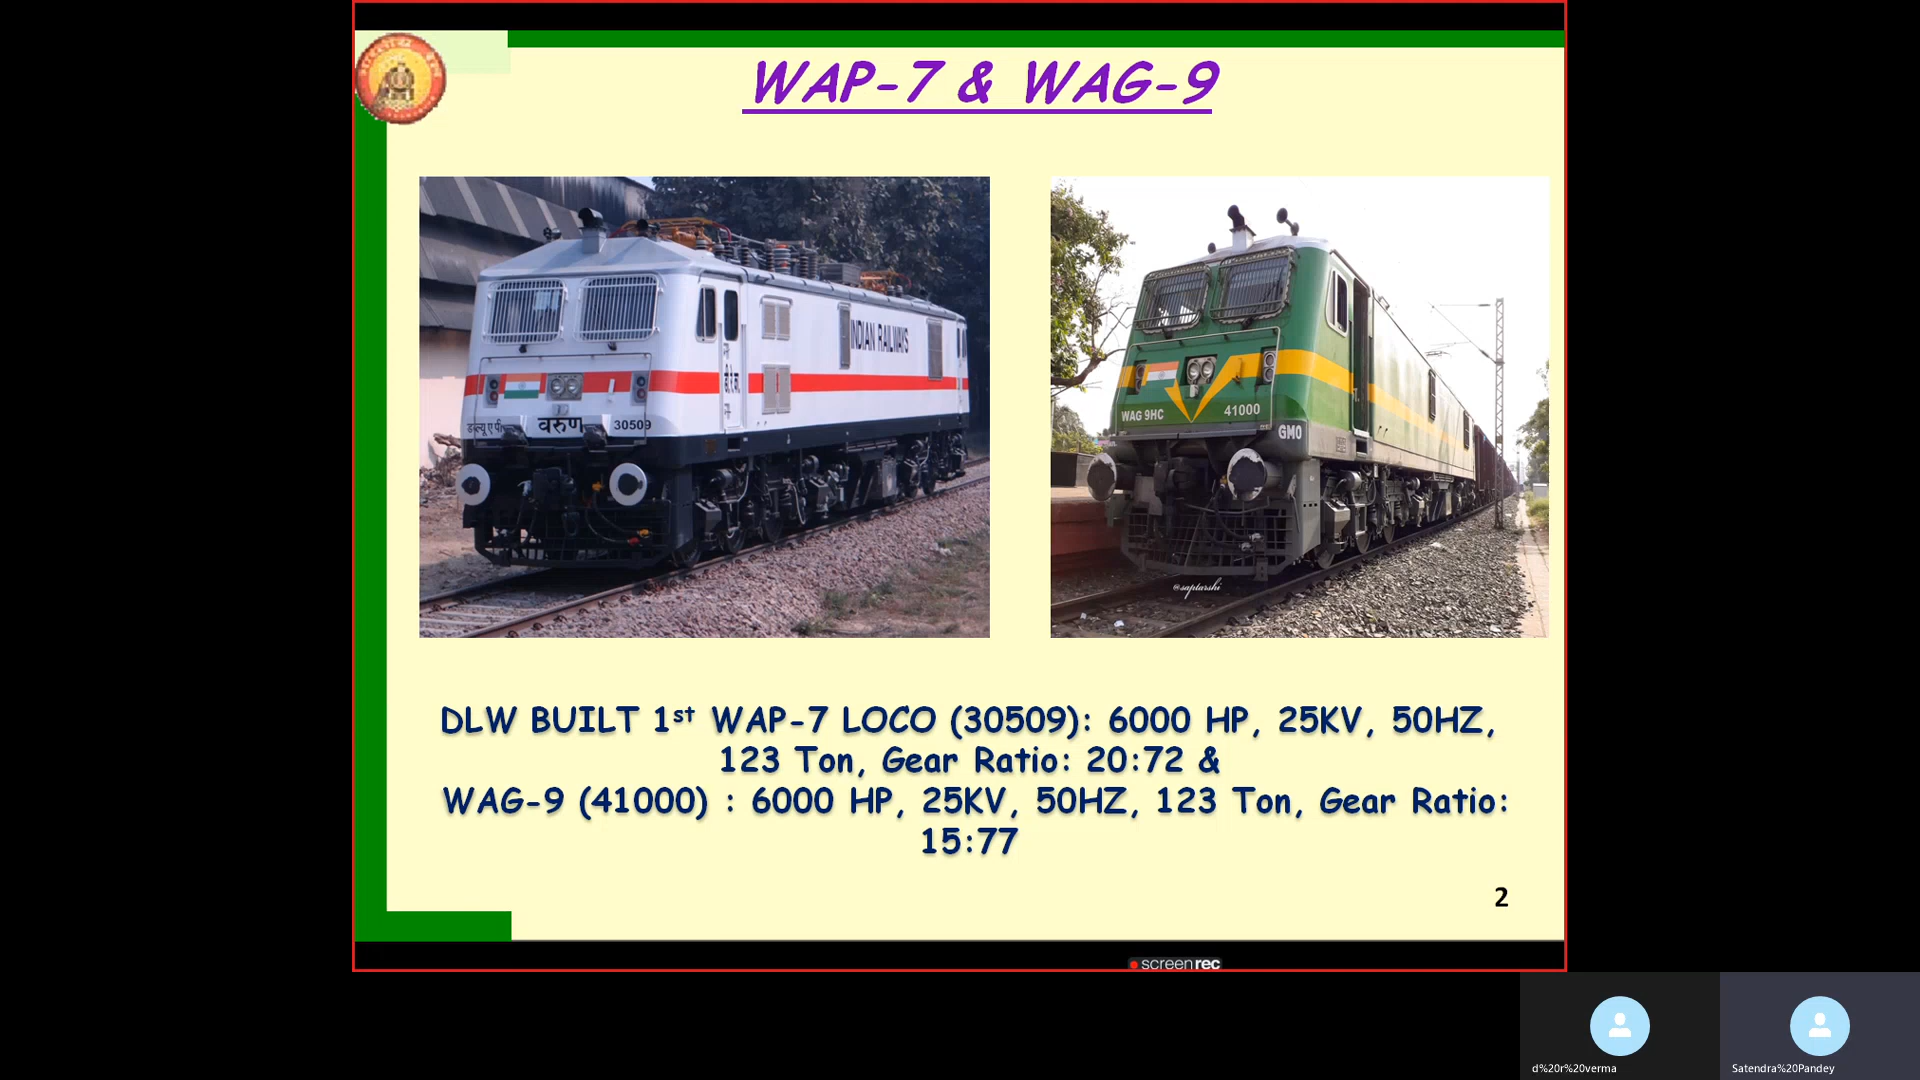 WAP-7 & WAG-9
INDIAN RAILWAYS
वरुण
30509
WAG 9HC
41000
GMO
@saptarshi
DLW BUILT 1st WAP-7 LOCO (30509): 6000 HP, 25KV, 50HZ,
123 Ton, Gear Ratio: 20:72 &
WAG-9 (41000) : 6000 HP, 25KV, 50HZ, 123 Ton, Gear Ratio:
15:77
2
screenrec
d%20r%20verma
Satendra%20Pandey